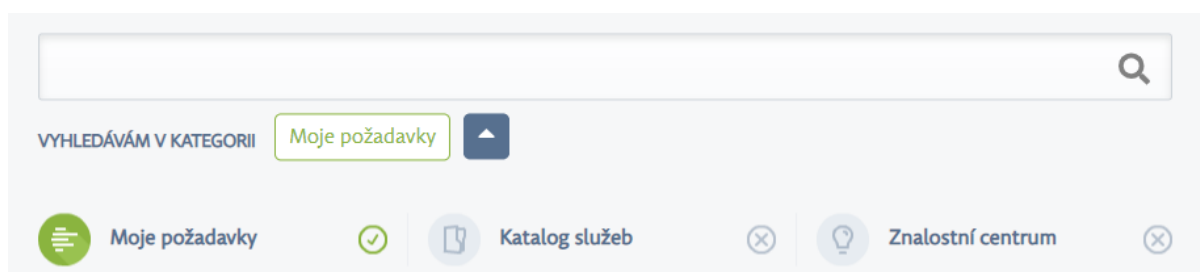 VYHLEDÁVÁM V KATEGORII Moje požadavky
Moje požadavky Katalog služeb Znalostní centrum